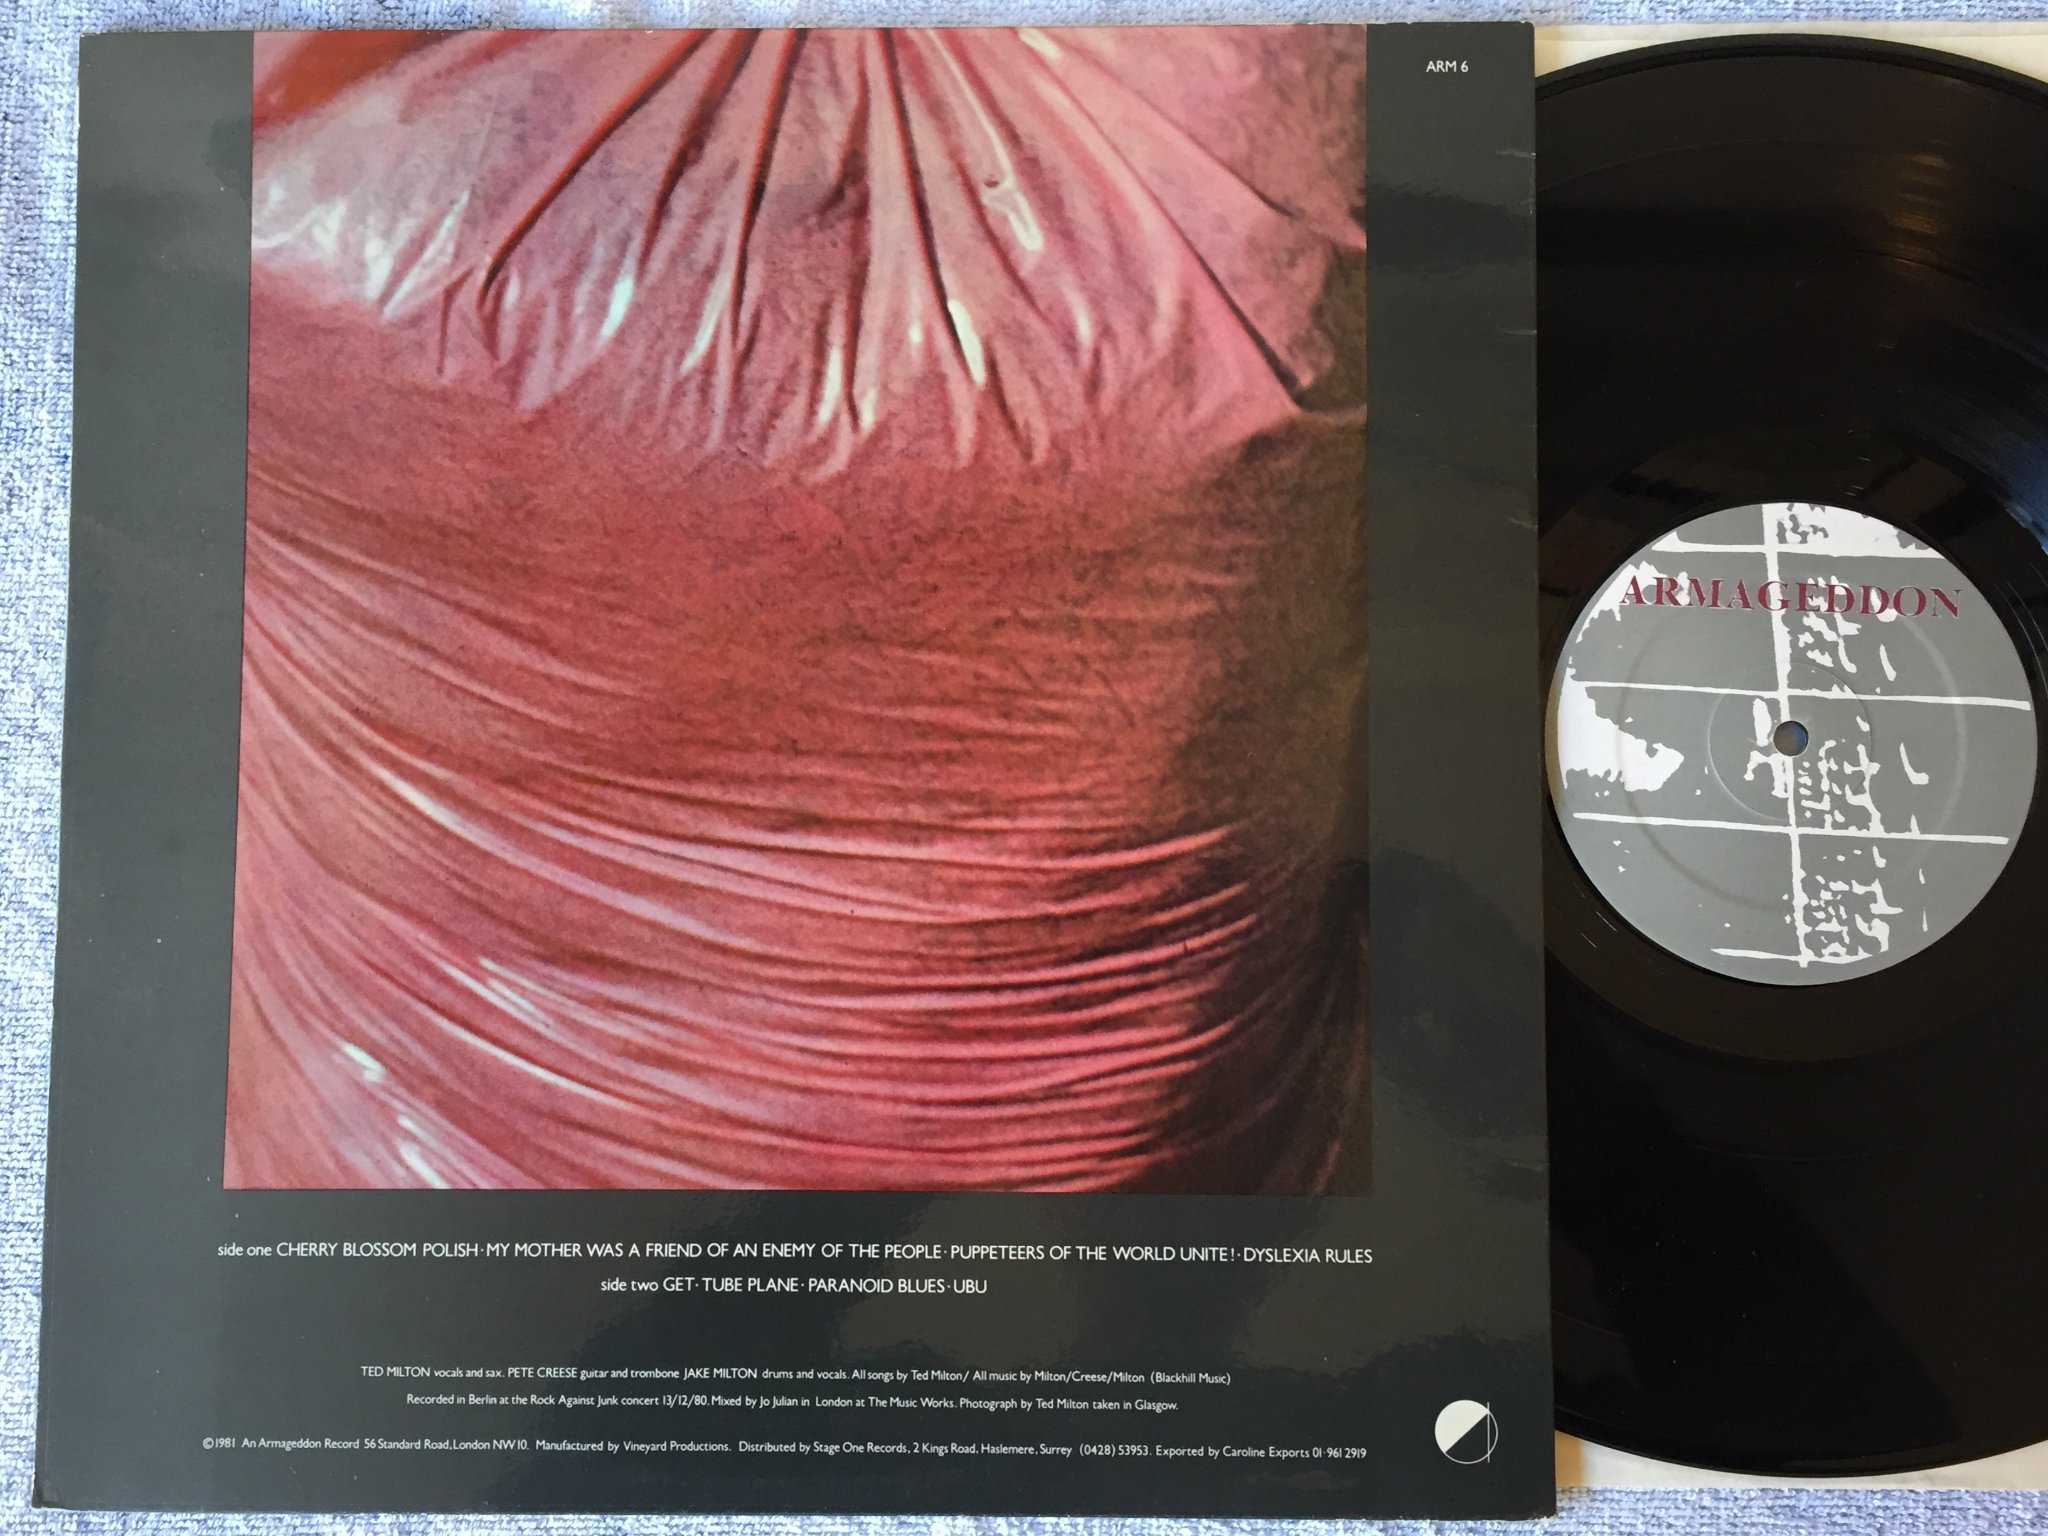 ARM 6
ARMAGEDDON
side one CHERRY BLOSSOM POLISH · MY MOTHER WAS A FRIEND OF AN ENEMY OF THE PEOPLE · PUPPETEERS OF THE WORLD UNITE! · DYSLEXIA RULES
side two GET · TUBE PLANE · PARANOID BLUES · UBU
TED MILTON vocals and sax. PETE CREESE guitar and trombone JAKE MILTON drums and vocals. All songs by Ted Milton/ All music by Milton/Creese/Milton (Blackhill Music)
Recorded in Berlin at the Rock Against Junk concert 13/12/80. Mixed by Jo Julian in London at The Music Works. Photograph by Ted Milton taken in Glasgow.
©1981 An Armageddon Record 56 Standard Road, London NW10. Manufactured by Vineyard Productions. Distributed by Stage One Records, 2 Kings Road, Haslemere, Surrey (0428) 53953. Exported by Caroline Exports 01·961 2919